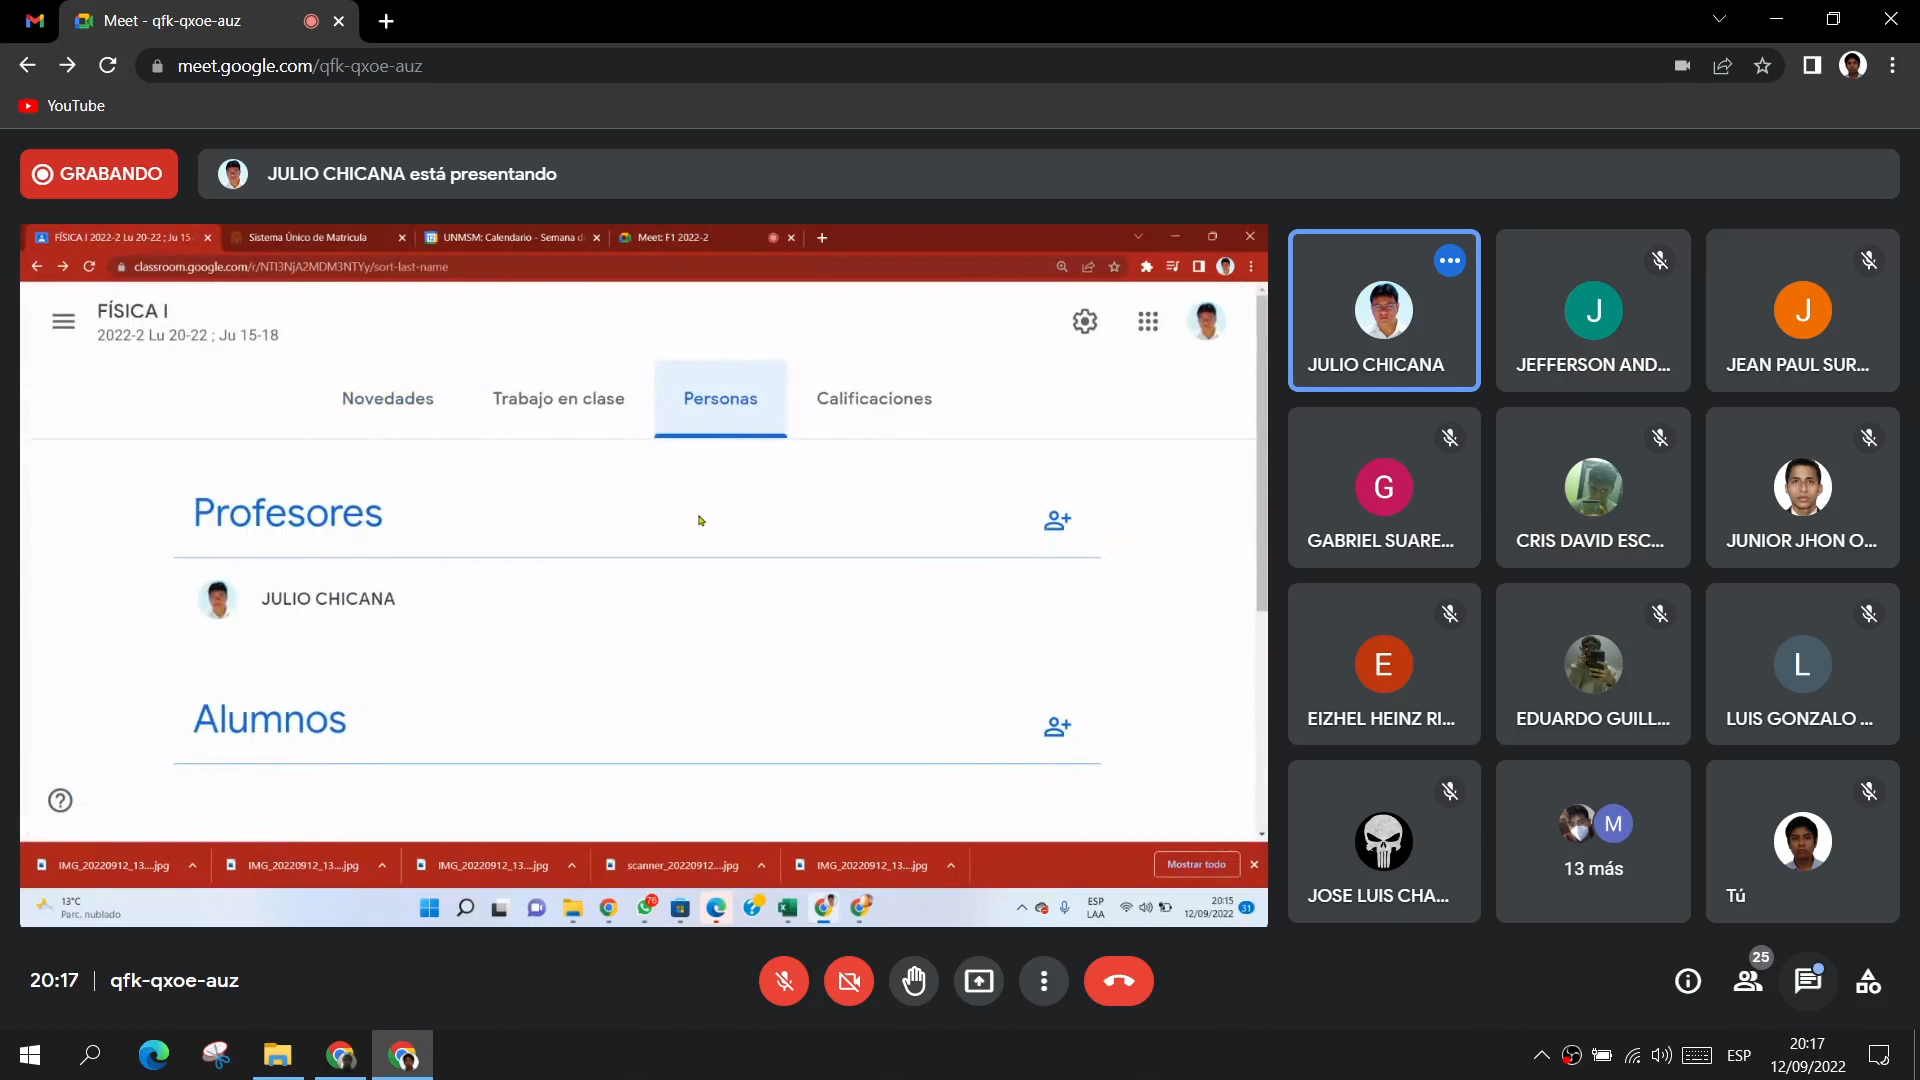 Meet - qfk-qxoe-auz
meet.google.com/qfk-qxoe-auz
YouTube
GRABANDO
JULIO CHICANA está presentando
FÍSICA I 2022-2 Lu 20-22 ; Ju 15
Sistema Único de Matricula
UNMSM: Calendario - Semana d
Meet: F1 2022-2
classroom.google.com/r/NTI3NjA2MDM3NTYy/sort-last-name
FÍSICA I
2022-2 Lu 20-22 ; Ju 15-18
Novedades
Trabajo en clase
Personas
Calificaciones
Profesores
JULIO CHICANA
Alumnos
IMG_20220912_13....jpg
IMG_20220912_13....jpg
IMG_20220912_13....jpg
scanner_20220912....jpg
IMG_20220912_13....jpg
Mostrar todo
13°C
Parc. nublado
76
ESP
LAA
20:15
12/09/2022
31
JULIO CHICANA
J
JEFFERSON AND...
J
JEAN PAUL SUR...
G
GABRIEL SUARE...
CRIS DAVID ESC...
JUNIOR JHON O...
E
EIZHEL HEINZ RI...
EDUARDO GUILL...
L
LUIS GONZALO ...
JOSE LUIS CHA...
M
13 más
Tú
20:17 | qfk-qxoe-auz
25
ESP
20:17
12/09/2022